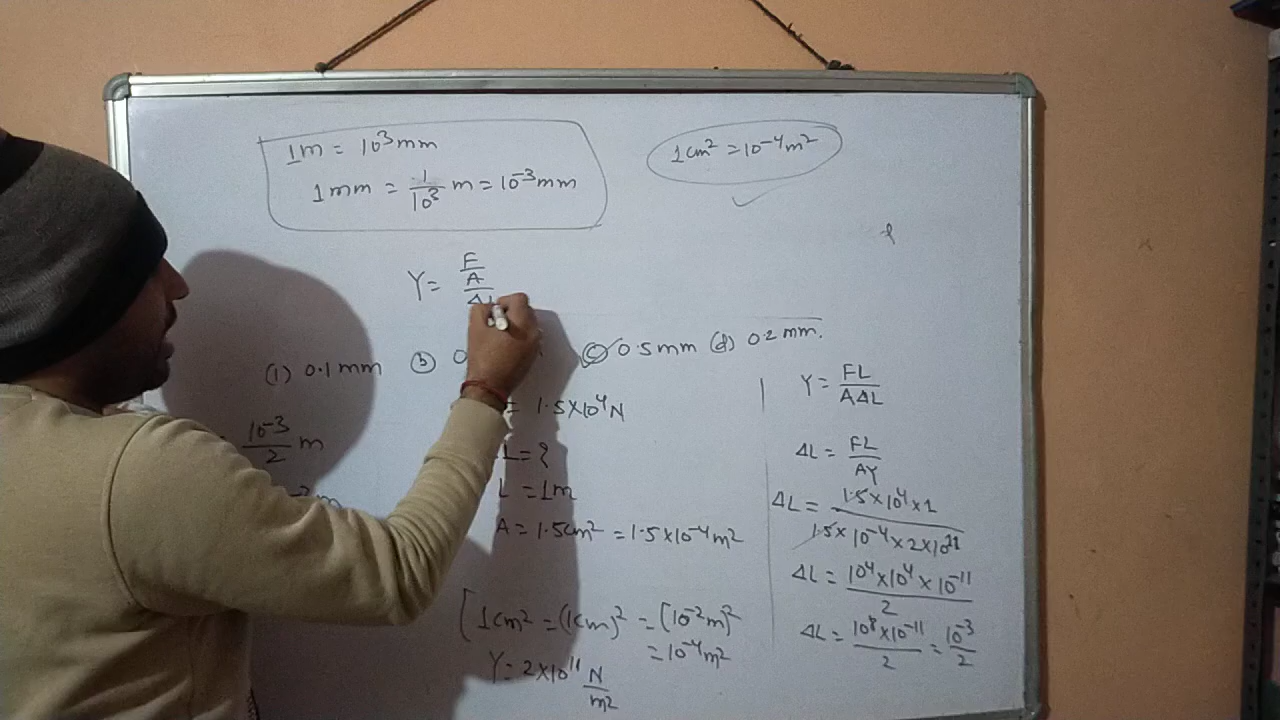 1m = 10³mm
1mm = 1/10³ m = 10⁻³mm
1cm² = 10⁻⁴m²
Y = F/A
(1) 0.1mm (b) (c) 0.5mm (d) 0.2mm.
10⁻³/2 m
= 1.5×10⁴N
L = ?
L = 1m
A = 1.5cm² = 1.5×10⁻⁴m²
[1cm² = (1cm)² = (10⁻²m)²
= 10⁻⁴m²
Y = 2×10¹¹ N/m²
Y = FL/AΔL
ΔL = FL/AY
ΔL = 1.5×10⁴×1/1.5×10⁻⁴×2×10¹¹
ΔL = 10⁴×10⁴×10⁻¹¹/2
ΔL = 10⁸×10⁻¹¹/2 = 10⁻³/2